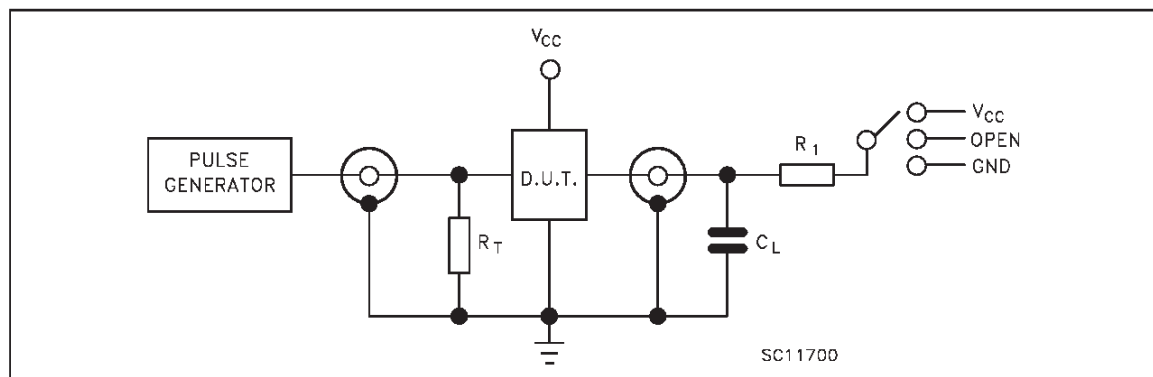 VCC
PULSE
GENERATOR
RT
D.U.T.
CL
R1
VCC
OPEN
GND
SC11700